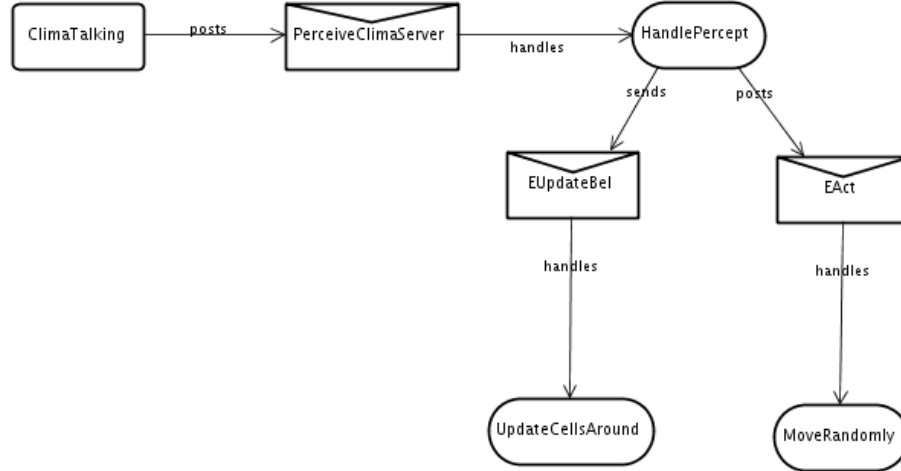 ClimaTalking
posts
PerceiveClimaServer
handles
HandlePercept
sends
posts
EUpdateBel
EAct
handles
handles
UpdateCellsAround
MoveRandomly